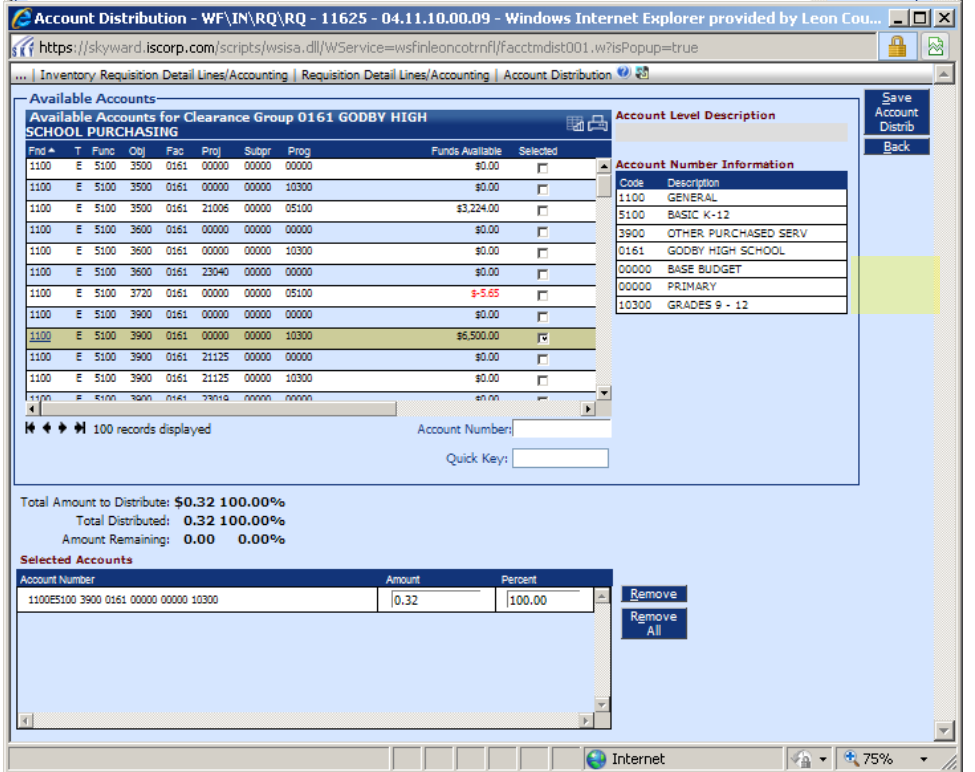 Account Distribution - WF\IN\RQ\RQ - 11625 - 04.11.10.00.09 - Windows Internet Explorer provided by Leon Cou...
https://skyward.iscorp.com/scripts/wsisa.dll/WService=wsfinleoncotrnfl/facctmdist001.w?isPopup=true
... | Inventory Requisition Detail Lines/Accounting | Requisition Detail Lines/Accounting | Account Distribution
Available Accounts
Available Accounts for Clearance Group 0161 GODBY HIGH
SCHOOL PURCHASING
Fnd T Func Obj Fac Proj Subpr Prog Funds Available Selected
1100 E 5100 3500 0161 00000 00000 00000 $0.00
1100 E 5100 3500 0161 00000 00000 10300 $0.00
1100 E 5100 3500 0161 21006 00000 05100 $3,224.00
1100 E 5100 3600 0161 00000 00000 00000 $0.00
1100 E 5100 3600 0161 00000 00000 10300 $0.00
1100 E 5100 3600 0161 23040 00000 00000 $0.00
1100 E 5100 3720 0161 00000 00000 05100 $-5.65
1100 E 5100 3900 0161 00000 00000 00000 $0.00
1100 E 5100 3900 0161 00000 00000 10300 $6,500.00
1100 E 5100 3900 0161 21125 00000 00000 $0.00
1100 E 5100 3900 0161 21125 00000 10300 $0.00
1100 E 5100 3900 0161 23019 00000 00000 $0.00
100 records displayed
Account Number:
Quick Key:
Account Level Description
Account Number Information
Code Description
1100 GENERAL
5100 BASIC K-12
3900 OTHER PURCHASED SERV
0161 GODBY HIGH SCHOOL
00000 BASE BUDGET
00000 PRIMARY
10300 GRADES 9 - 12
Save
Account
Distrib
Back
Total Amount to Distribute: $0.32 100.00%
Total Distributed: 0.32 100.00%
Amount Remaining: 0.00 0.00%
Selected Accounts
Account Number Amount Percent
1100E5100 3900 0161 00000 00000 10300 0.32 100.00
Remove
Remove
All
Internet
75%